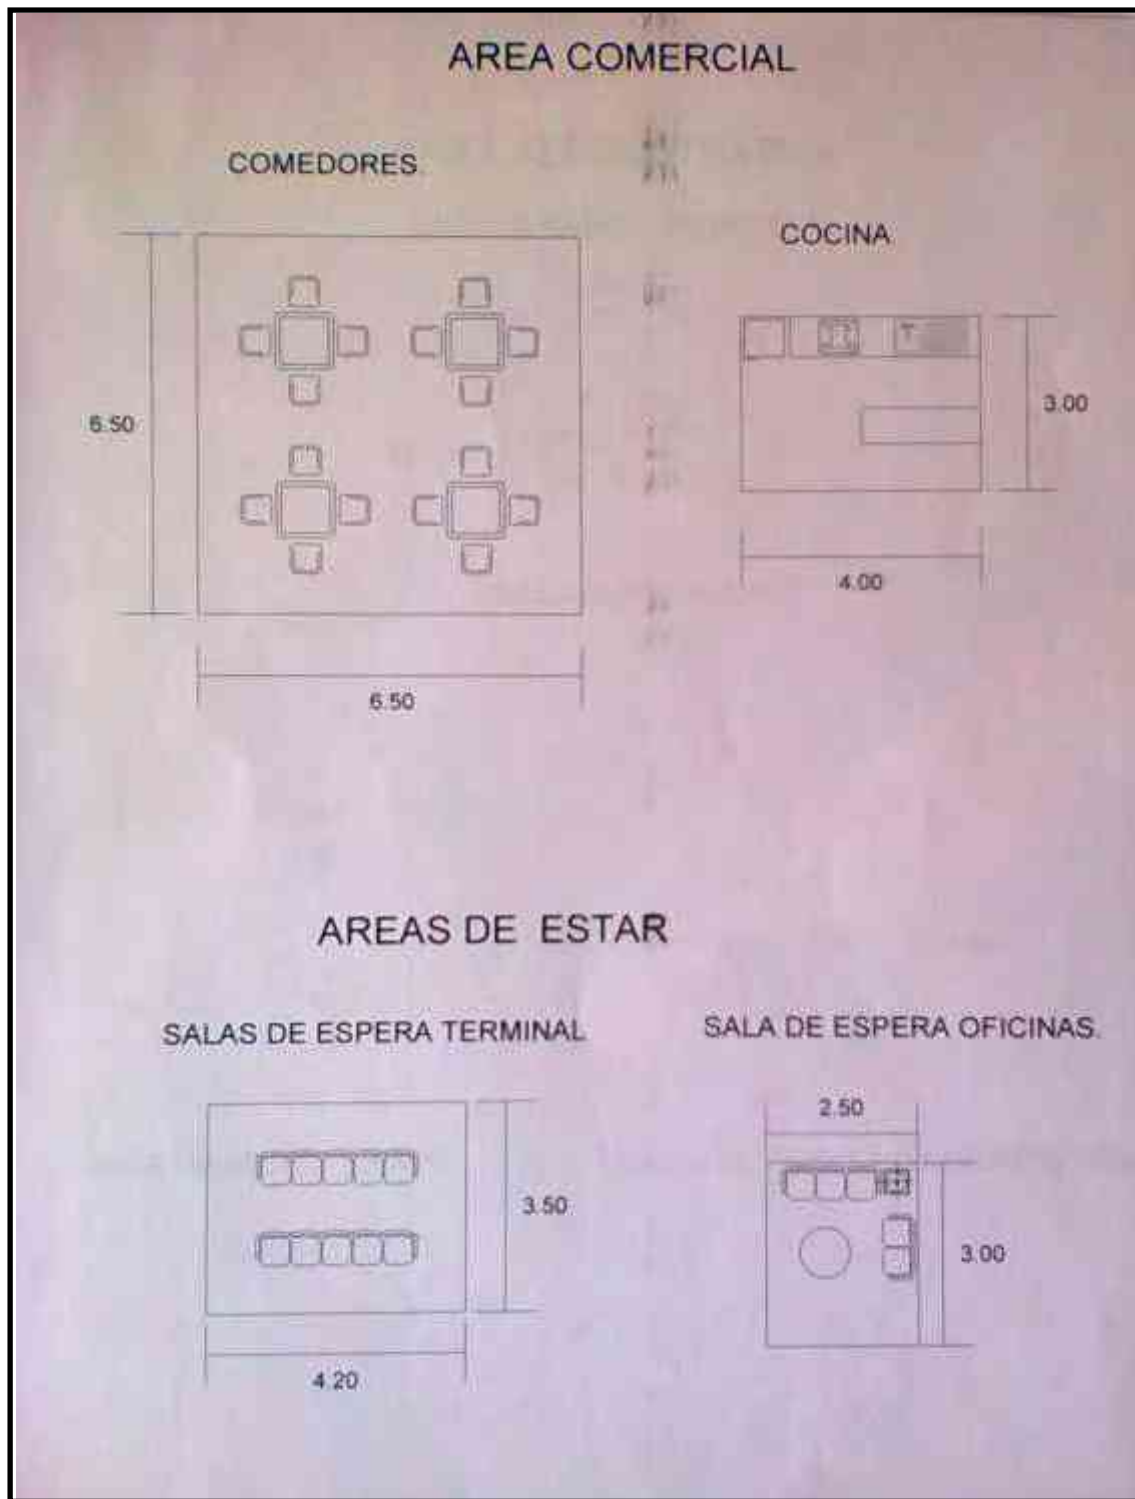 AREA COMERCIAL
COMEDORES.
COCINA
6.50
3.00
4.00
6.50
AREAS DE ESTAR
SALAS DE ESPERA TERMINAL
SALA DE ESPERA OFICINAS.
2.50
3.50
3.00
4.20